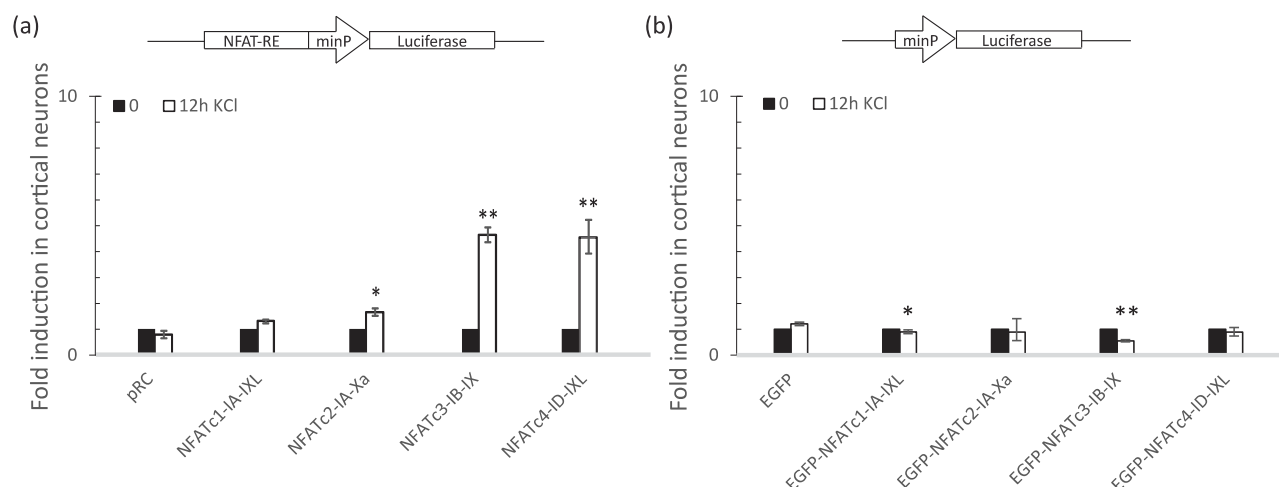 (a)
NFAT-RE minP Luciferase
Fold induction in cortical neurons
10
0
0 12h KCl
*
**
**
pRC
NFATc1-IA-IXL
NFATc2-IA-Xa
NFATc3-IB-IX
NFATc4-ID-IXL
(b)
minP Luciferase
Fold induction in cortical neurons
10
0
0 12h KCl
*
**
EGFP
EGFP-NFATc1-IA-IXL
EGFP-NFATc2-IA-Xa
EGFP-NFATc3-IB-IX
EGFP-NFATc4-ID-IXL